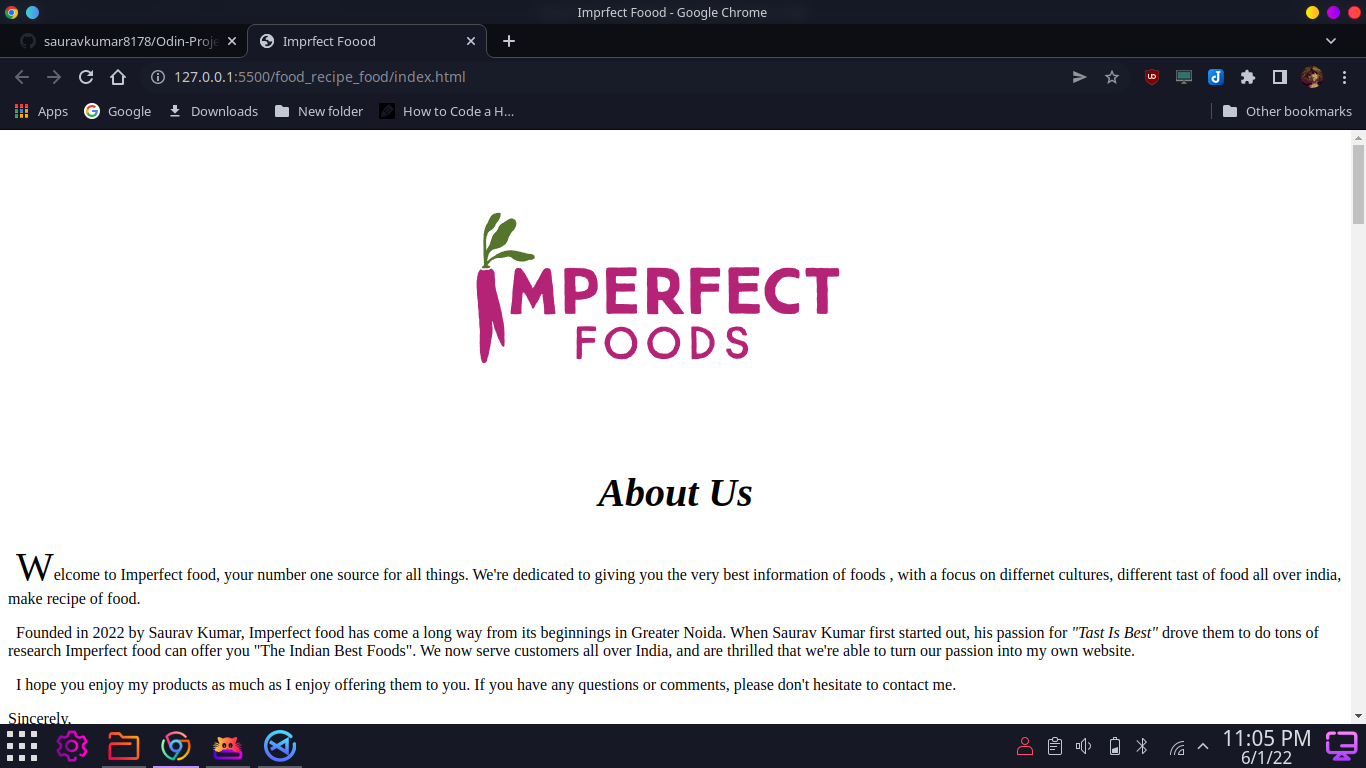 Imprfect Foood - Google Chrome
sauravkumar8178/Odin-Proje
Imprfect Foood
127.0.0.1:5500/food_recipe_food/index.html
Apps
Google
Downloads
New folder
How to Code a H...
Other bookmarks
IMPERFECT
FOODS
About Us
Welcome to Imperfect food, your number one source for all things. We're dedicated to giving you the very best information of foods , with a focus on differnet cultures, different tast of food all over india,
make recipe of food.
Founded in 2022 by Saurav Kumar, Imperfect food has come a long way from its beginnings in Greater Noida. When Saurav Kumar first started out, his passion for "Tast Is Best" drove them to do tons of
research Imperfect food can offer you "The Indian Best Foods". We now serve customers all over India, and are thrilled that we're able to turn our passion into my own website.
I hope you enjoy my products as much as I enjoy offering them to you. If you have any questions or comments, please don't hesitate to contact me.
Sincerely,
11:05 PM
6/1/22